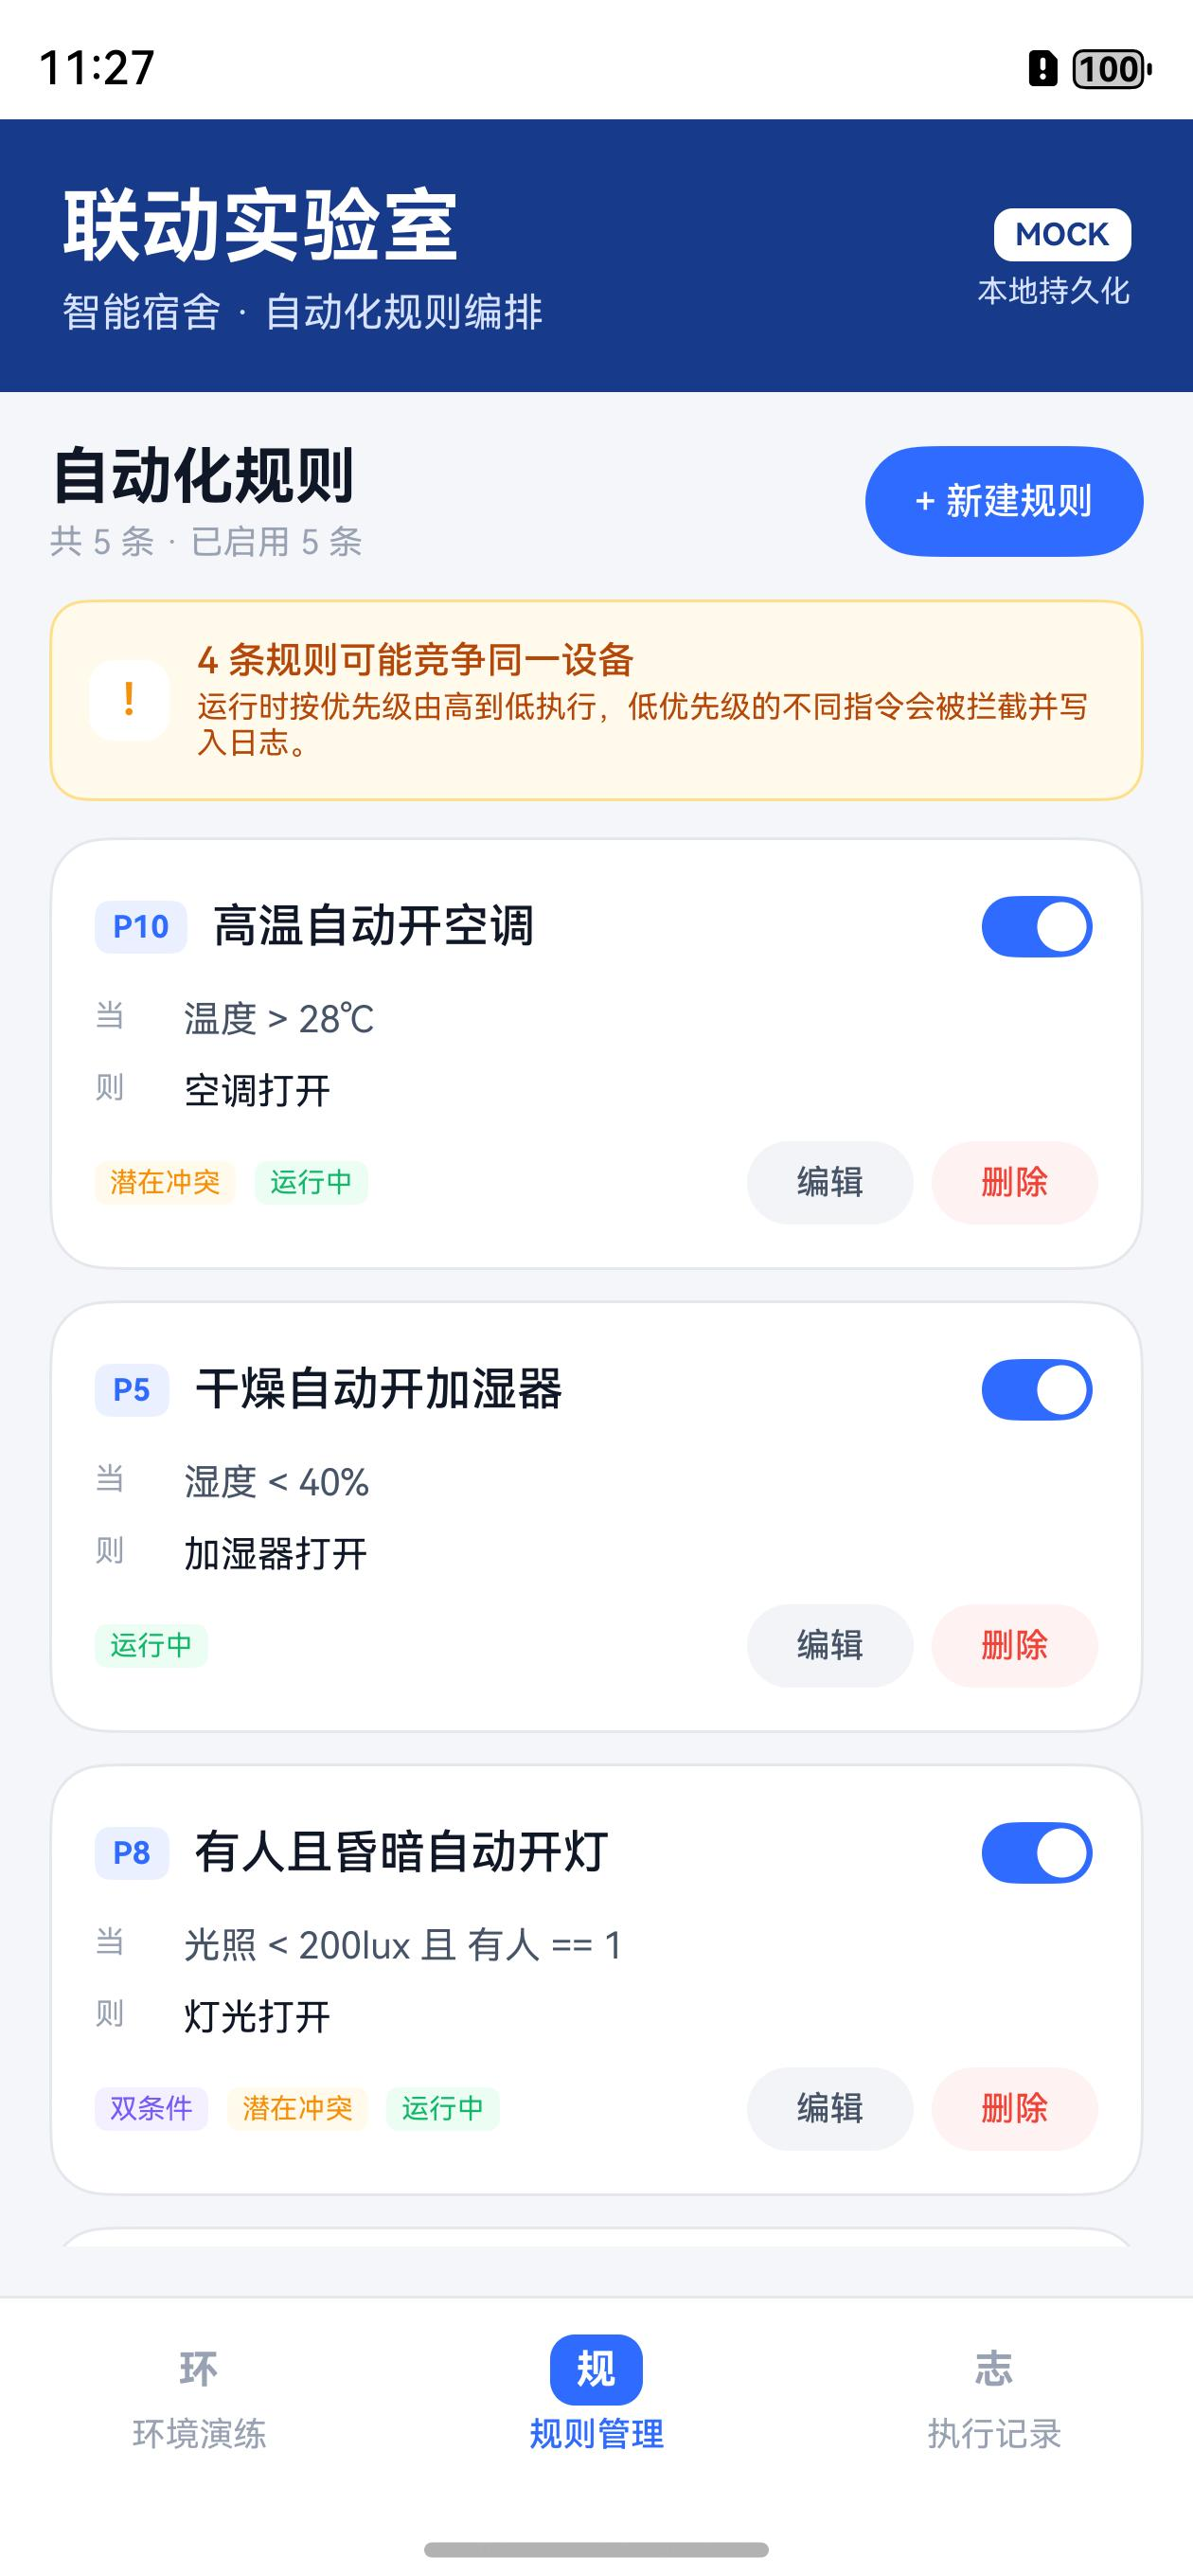 11:27
100
联动实验室
智能宿舍 · 自动化规则编排
MOCK
本地持久化
自动化规则
共 5 条 · 已启用 5 条
+ 新建规则
!
4 条规则可能竞争同一设备
运行时按优先级由高到低执行，低优先级的不同指令会被拦截并写
入日志。
P10 高温自动开空调
当 温度 > 28℃
则 空调打开
潜在冲突 运行中 编辑 删除
P5 干燥自动开加湿器
当 湿度 < 40%
则 加湿器打开
运行中 编辑 删除
P8 有人且昏暗自动开灯
当 光照 < 200lux 且 有人 == 1
则 灯光打开
双条件 潜在冲突 运行中 编辑 删除
环 规 志
环境演练 规则管理 执行记录